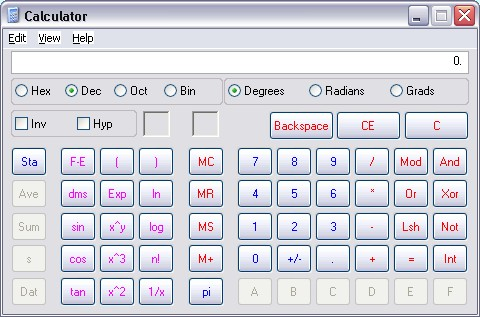 Calculator
Edit View Help
0.
Hex Dec Oct Bin Degrees Radians Grads
Inv Hyp Backspace CE C
Sta F-E ( ) MC 7 8 9 / Mod And
Ave dms Exp ln MR 4 5 6 * Or Xor
Sum sin x^y log MS 1 2 3 - Lsh Not
s cos x^3 n! M+ 0 +/- . + = Int
Dat tan x^2 1/x pi A B C D E F